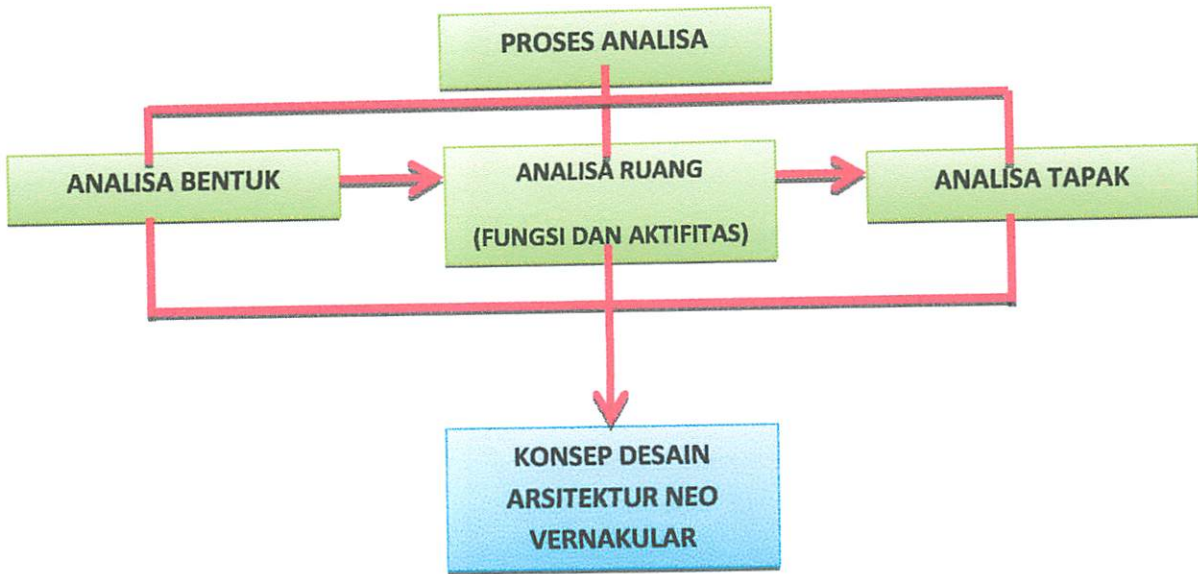 PROSES ANALISA
ANALISA BENTUK
ANALISA RUANG
(FUNGSI DAN AKTIFITAS)
ANALISA TAPAK
KONSEP DESAIN
ARSITEKTUR NEO
VERNAKULAR